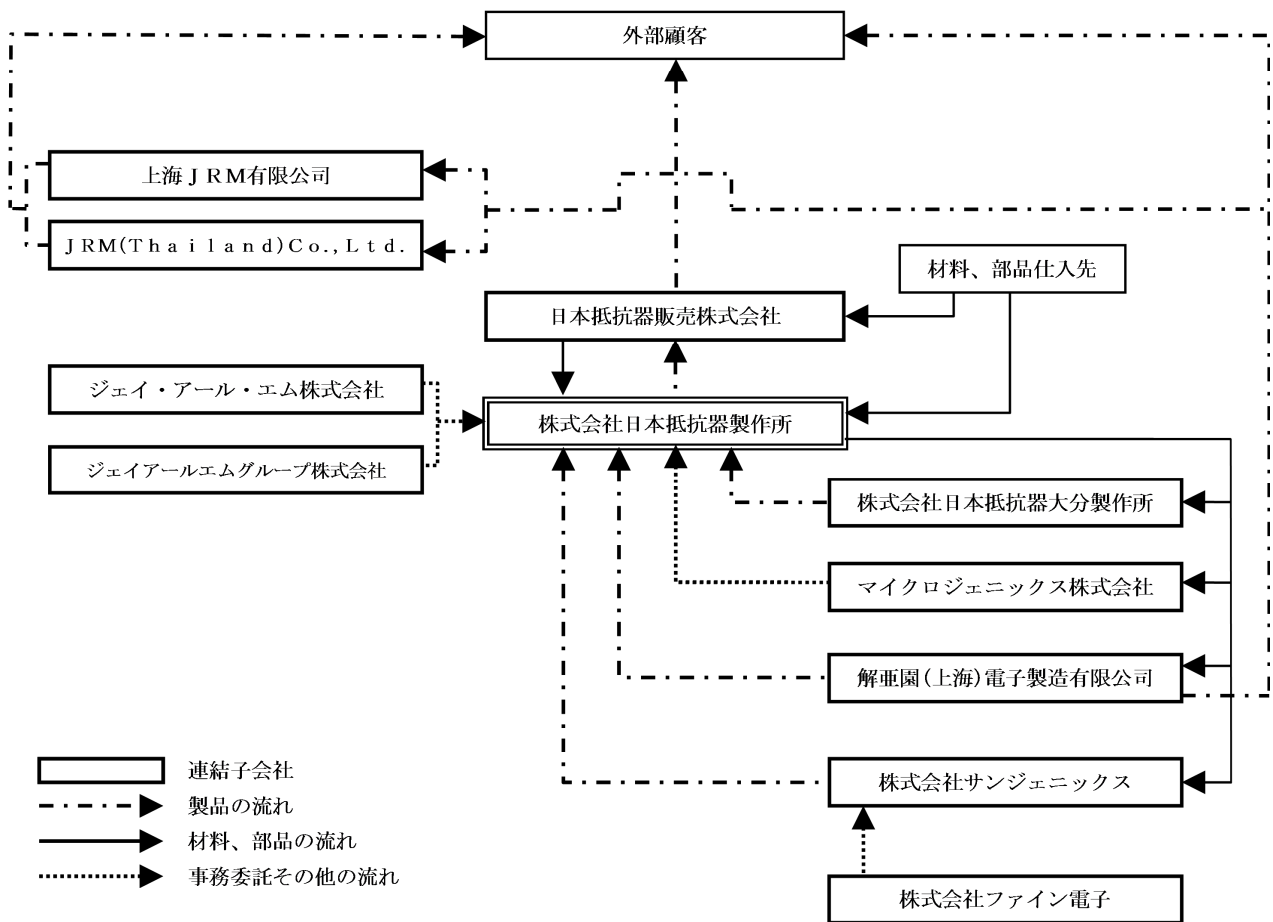 外部顧客
上海ＪＲＭ有限公司
ＪＲＭ(Ｔｈａｉｌａｎｄ)Ｃｏ.,Ｌｔｄ.
材料、部品仕入先
日本抵抗器販売株式会社
ジェイ・アール・エム株式会社
株式会社日本抵抗器製作所
ジェイアールエムグループ株式会社
株式会社日本抵抗器大分製作所
マイクロジェニックス株式会社
解亜園(上海)電子製造有限公司
株式会社サンジェニックス
株式会社ファイン電子
連結子会社
製品の流れ
材料、部品の流れ
事務委託その他の流れ